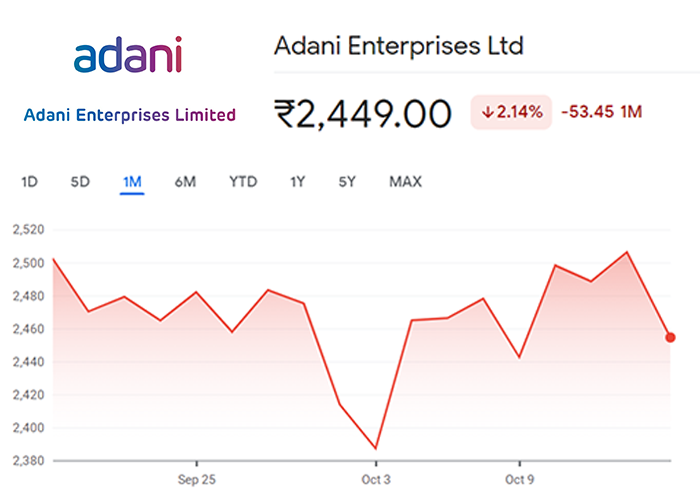 adani
Adani Enterprises Limited
Adani Enterprises Ltd
₹2,449.00 ↓2.14% -53.45 1M
1D 5D 1M 6M YTD 1Y 5Y MAX
2,520
2,500
2,480
2,460
2,440
2,420
2,400
2,380
Sep 25 Oct 3 Oct 9